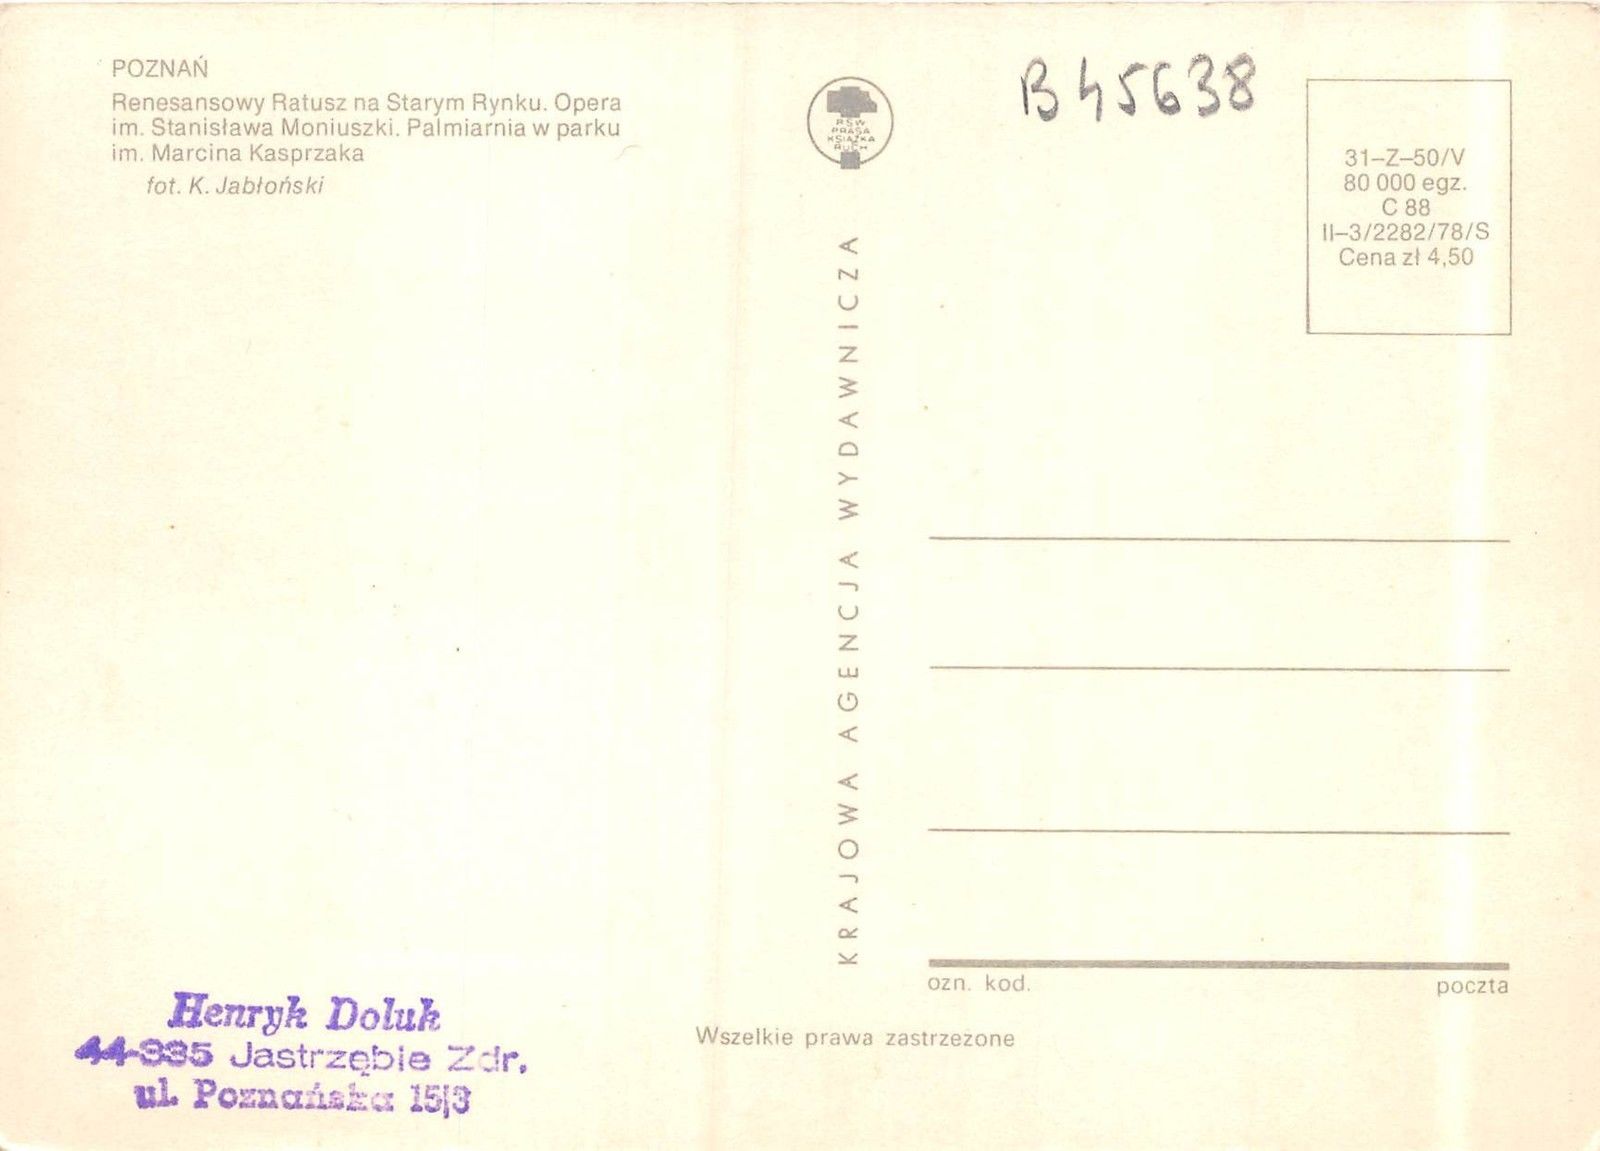 POZNAŃ
Renesansowy Ratusz na Starym Rynku. Opera
im. Stanisława Moniuszki. Palmiarnia w parku
im. Marcina Kasprzaka
fot. K. Jabłoński
RSW
PRASA
KSIĄŻKA
RUCH
B 45638
31–Z–50/V
80 000 egz.
C 88
II–3/2282/78/S
Cena zł 4,50
KRAJOWA AGENCJA WYDAWNICZA
ozn. kod.
poczta
Wszelkie prawa zastrzeżone
Henryk Doluk
44-335 Jastrzębie Zdr.
ul. Poznańska 15/3